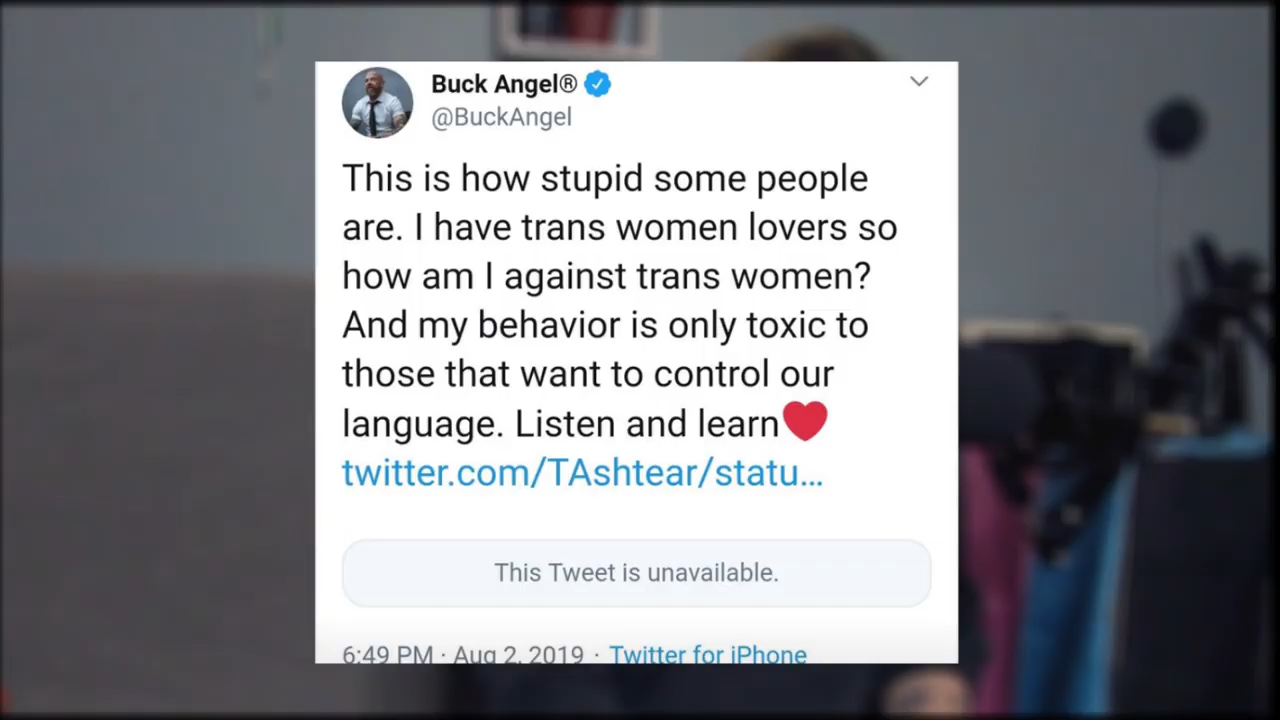 Buck Angel®
@BuckAngel
This is how stupid some people
are. I have trans women lovers so
how am I against trans women?
And my behavior is only toxic to
those that want to control our
language. Listen and learn❤️
twitter.com/TAshtear/statu...
This Tweet is unavailable.
6:49 PM · Aug 2, 2019 · Twitter for iPhone